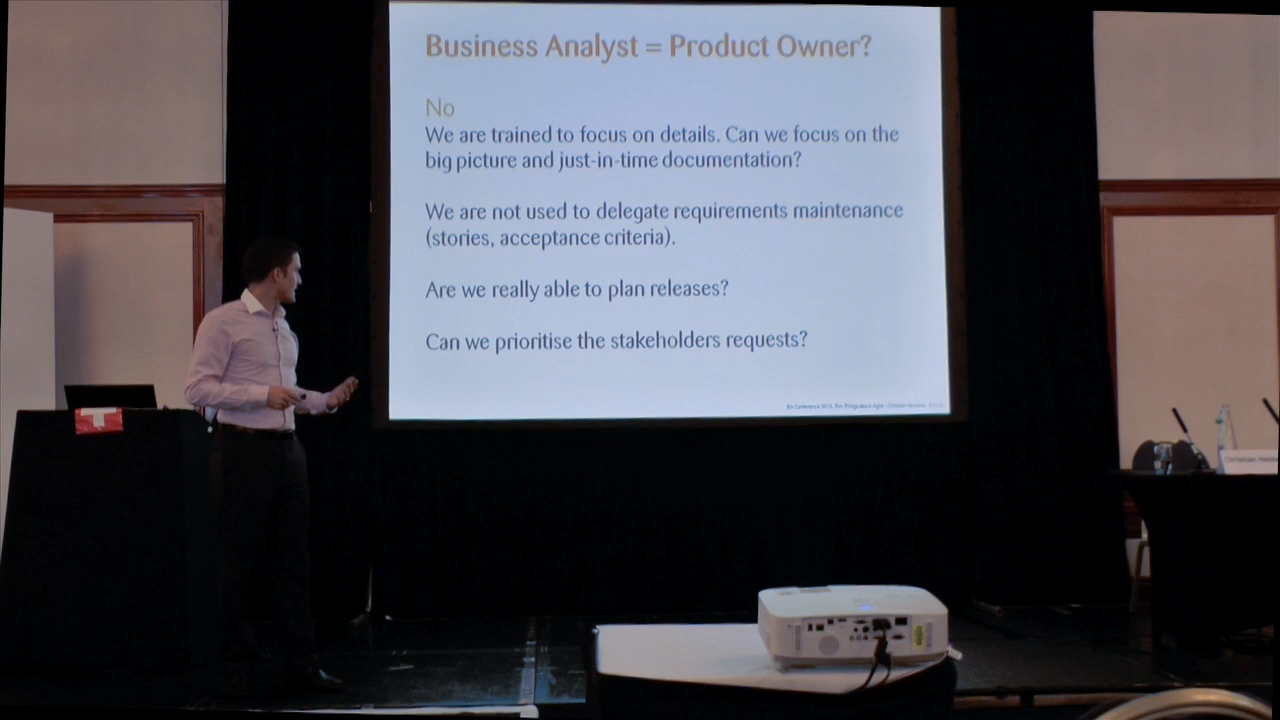 Business Analyst = Product Owner?
No
We are trained to focus on details. Can we focus on the
big picture and just-in-time documentation?
We are not used to delegate requirements maintenance
(stories, acceptance criteria).
Are we really able to plan releases?
Can we prioritise the stakeholders requests?
T
Christian